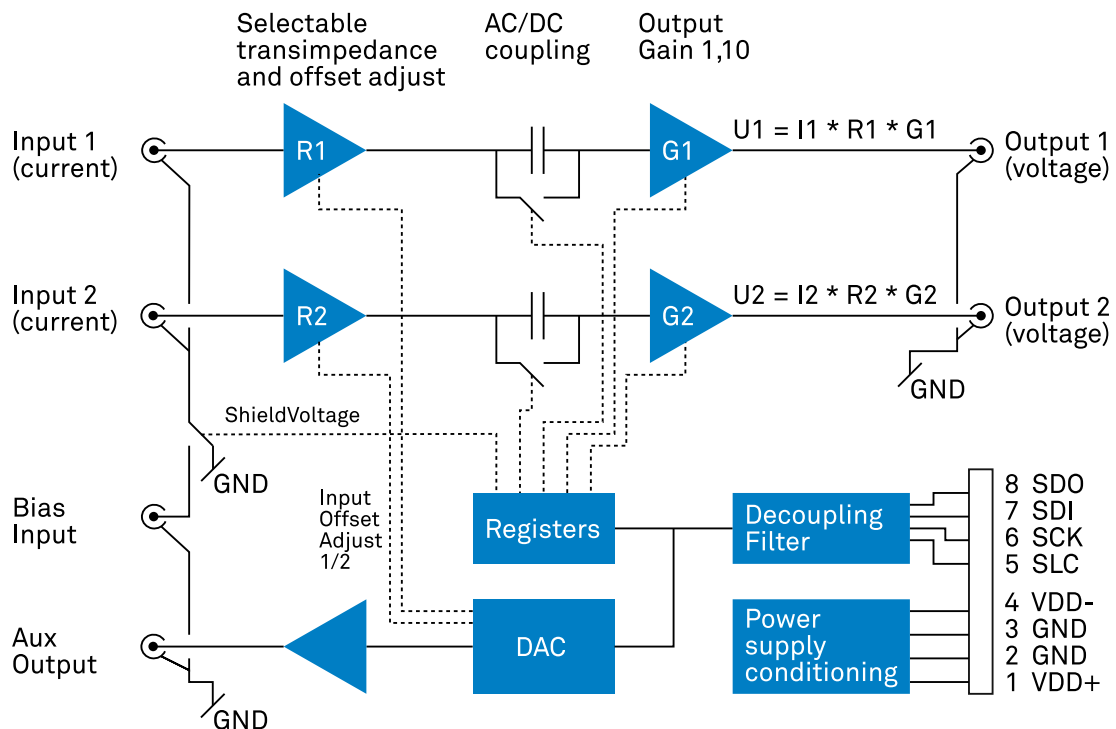 Selectable
transimpedance
and offset adjust
AC/DC
coupling
Output
Gain 1,10
Input 1
(current)
R1
G1
U1 = I1 * R1 * G1
Output 1
(voltage)
Input 2
(current)
R2
G2
U2 = I2 * R2 * G2
Output 2
(voltage)
GND
ShieldVoltage
GND
Bias
Input
Input
Offset
Adjust
1/2
Registers
Decoupling
Filter
8 SDO
7 SDI
6 SCK
5 SLC
4 VDD-
3 GND
2 GND
1 VDD+
Aux
Output
DAC
Power
supply
conditioning
GND